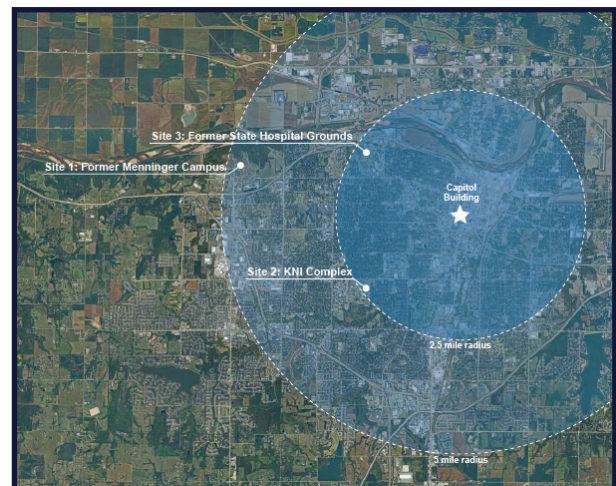 Site 3: Former State Hospital Grounds
Site 1: Former Menninger Campus
Capitol
Building
Site 2: KNI Complex
2.5 mile radius
5 mile radius